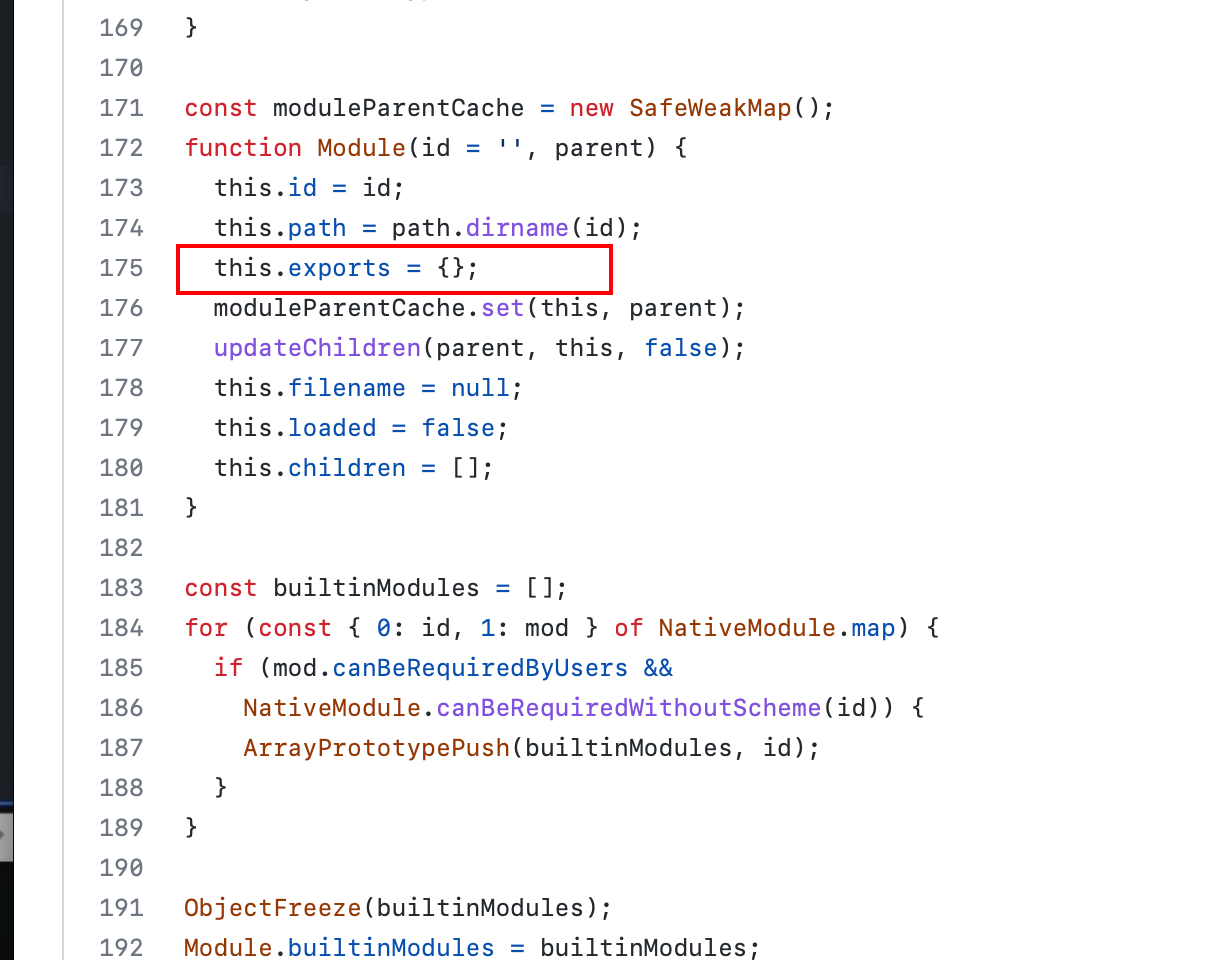 169 }
170
171 const moduleParentCache = new SafeWeakMap();
172 function Module(id = '', parent) {
173   this.id = id;
174   this.path = path.dirname(id);
175   this.exports = {};
176   moduleParentCache.set(this, parent);
177   updateChildren(parent, this, false);
178   this.filename = null;
179   this.loaded = false;
180   this.children = [];
181 }
182
183 const builtinModules = [];
184 for (const { 0: id, 1: mod } of NativeModule.map) {
185   if (mod.canBeRequiredByUsers &&
186     NativeModule.canBeRequiredWithoutScheme(id)) {
187     ArrayPrototypePush(builtinModules, id);
188   }
189 }
190
191 ObjectFreeze(builtinModules);
192 Module.builtinModules = builtinModules;